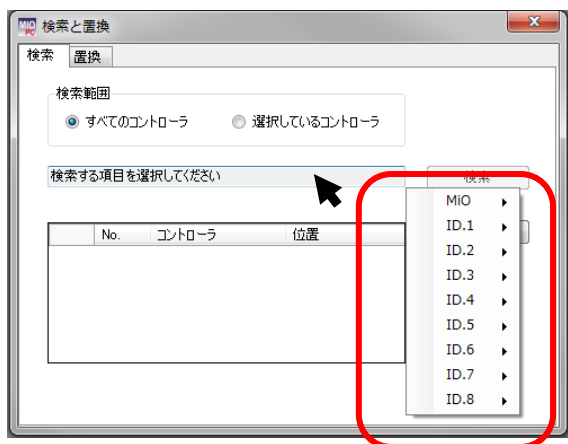 MiO PC 検索と置換
検索 置換
検索範囲
すべてのコントローラ 選択しているコントローラ
検索する項目を選択してください 検索
No. コントローラ 位置
MiO
ID.1
ID.2
ID.3
ID.4
ID.5
ID.6
ID.7
ID.8